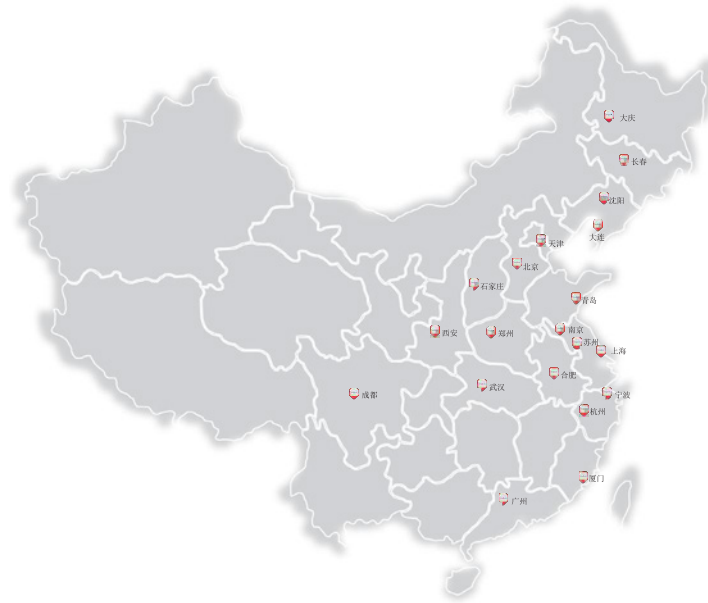 大庆
长春
沈阳
大连
天津
北京
石家庄
青岛
南京
西安
郑州
苏州
上海
合肥
武汉
成都
宁波
杭州
厦门
广州